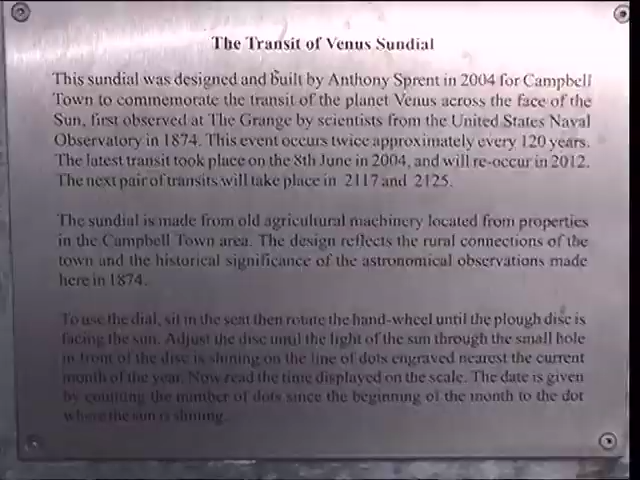 The Transit of Venus Sundial
This sundial was designed and built by Anthony Sprent in 2004 for Campbell
Town to commemorate the transit of the planet Venus across the face of the
Sun, first observed at The Grange by scientists from the United States Naval
Observatory in 1874. This event occurs twice approximately every 120 years.
The latest transit took place on the 8th June in 2004, and will re-occur in 2012.
The next pair of transits will take place in 2117 and 2125.
The sundial is made from old agricultural machinery located from properties
in the Campbell Town area. The design reflects the rural connections of the
town and the historical significance of the astronomical observations made
here in 1874.
To use the dial, sit in the seat then rotate the hand-wheel until the plough disc is
facing the sun. Adjust the disc until the light of the sun through the small hole
in front of the disc is shining on the line of dots engraved nearest the current
month of the year. Now read the time displayed on the scale. The date is given
by counting the number of dots since the beginning of the month to the dot
where the sun is shining.